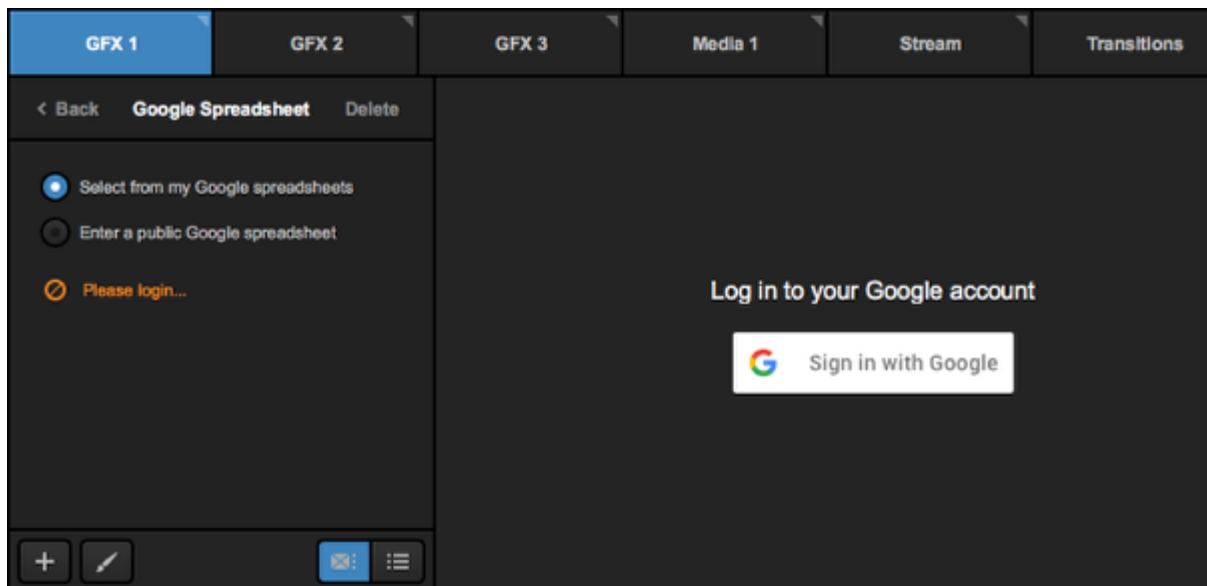 GFX 1 GFX 2 GFX 3 Media 1 Stream Transitions
< Back Google Spreadsheet Delete
Select from my Google spreadsheets
Enter a public Google spreadsheet
Please login...
Log in to your Google account
Sign in with Google